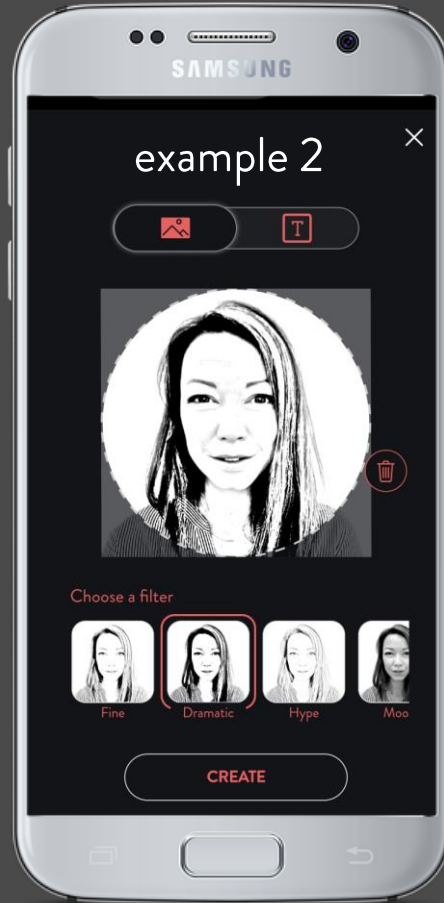 SAMSUNG
example 2
T
Choose a filter
Fine Dramatic Hype Moo
CREATE